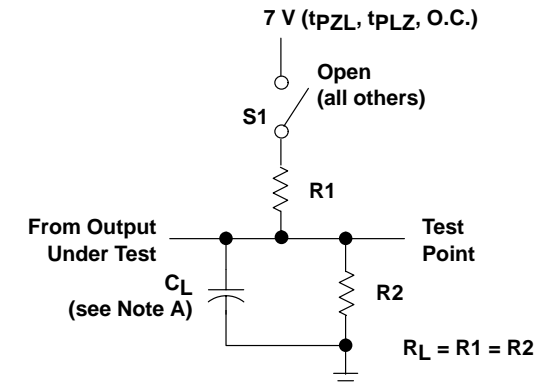 7 V (tPZL, tPLZ, O.C.)
Open
(all others)
S1
R1
From Output
Under Test
Test
Point
CL
(see Note A)
R2
RL = R1 = R2